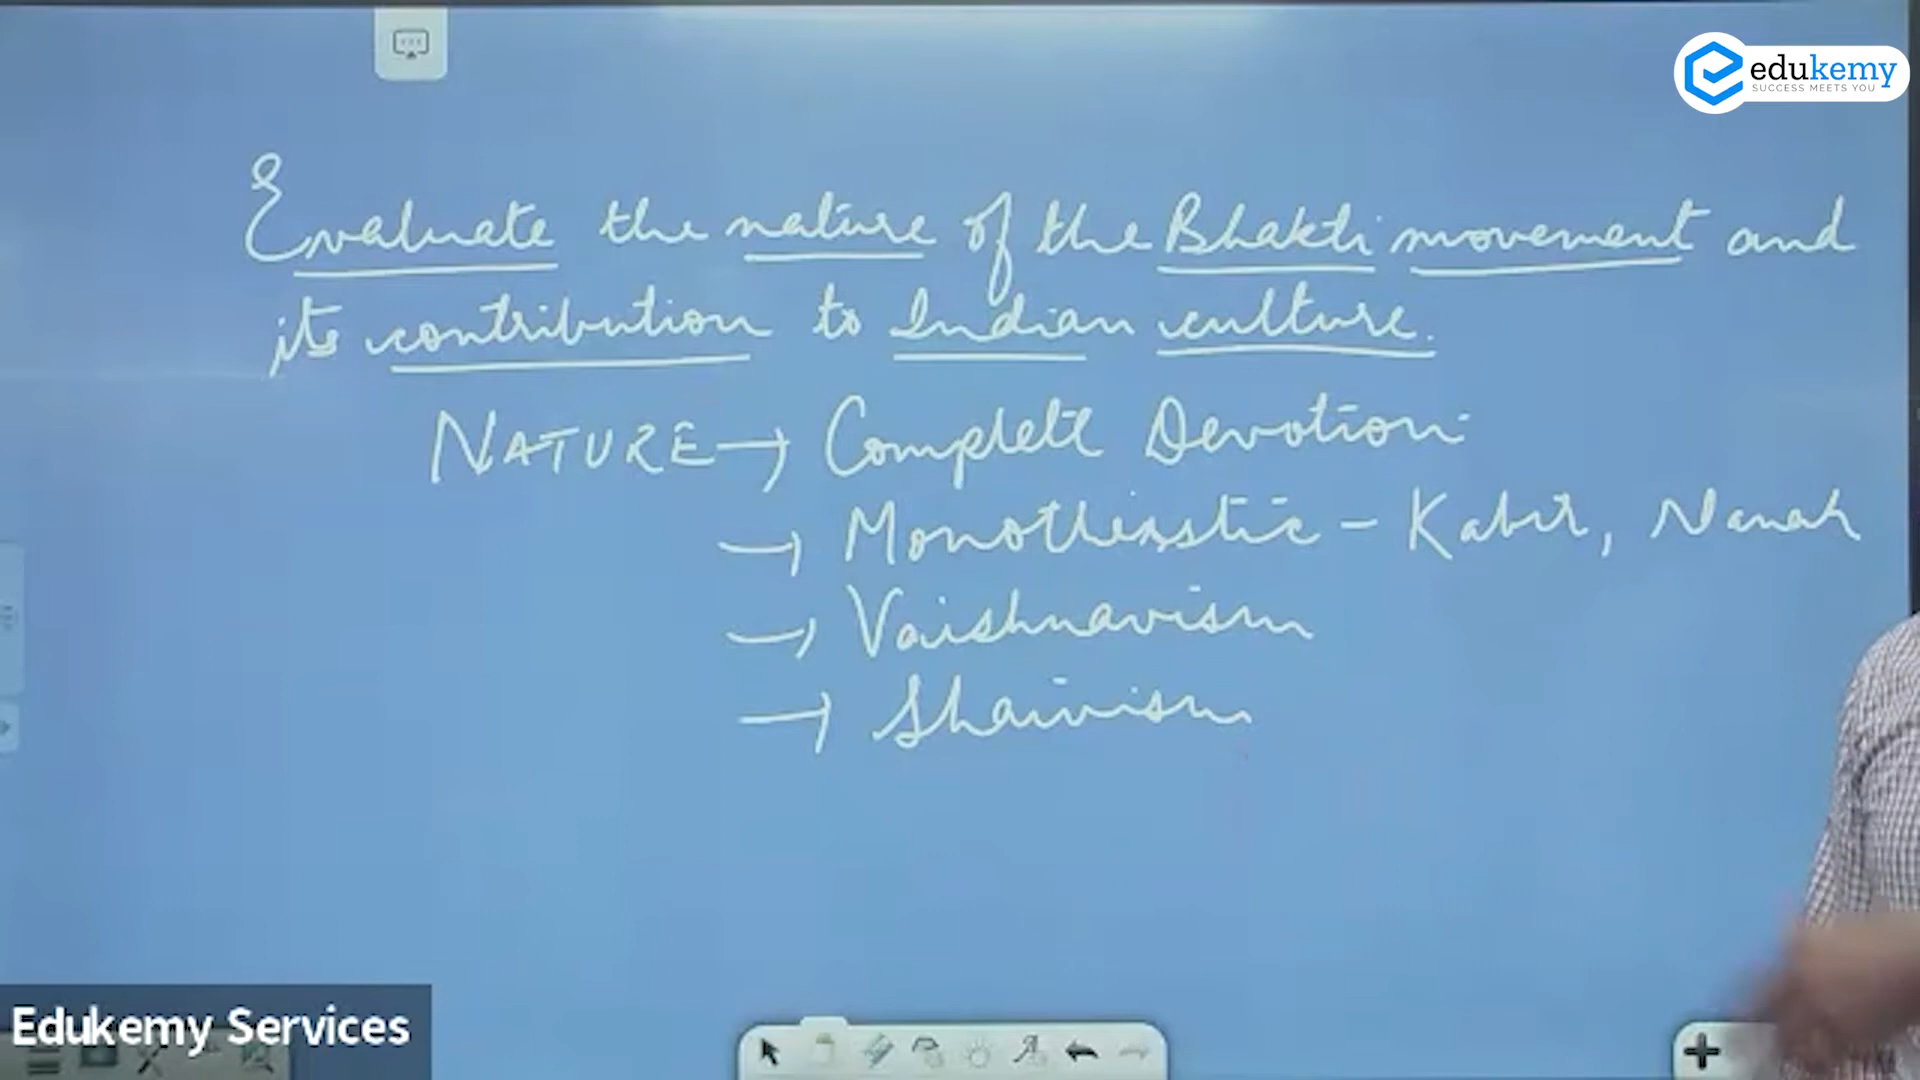 edukemy
SUCCESS MEETS YOU
Evaluate the nature of the Bhakti movement and
its contribution to Indian culture.
NATURE → Complete Devotion
→ Monotheistic - Kabir, Nanak
→ Vaishnavism
→ Shaivism
Edukemy Services